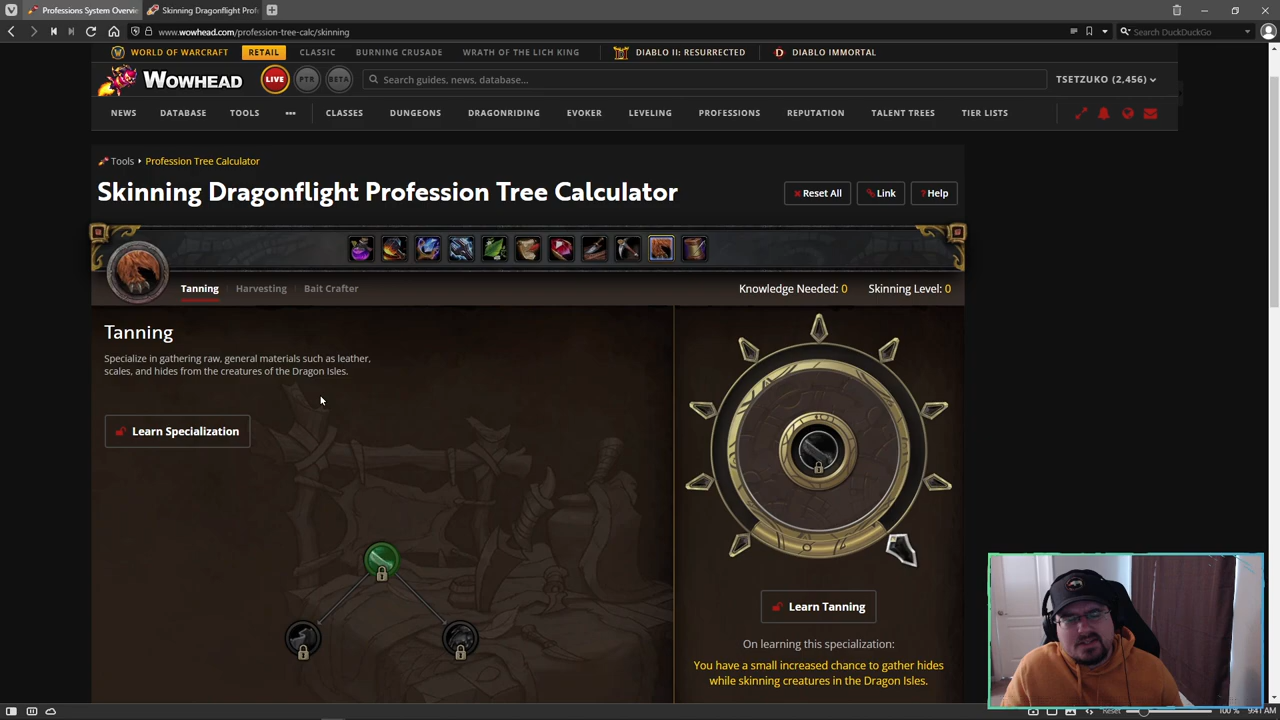 Professions System Overvie
Skinning Dragonflight Prof
www.wowhead.com/profession-tree-calc/skinning
Search DuckDuckGo
WORLD OF WARCRAFT
RETAIL
CLASSIC
BURNING CRUSADE
WRATH OF THE LICH KING
DIABLO II: RESURRECTED
DIABLO IMMORTAL
WOWHEAD
LIVE
PTR
BETA
Search guides, news, database...
TSETZUKO (2,456)
NEWS
DATABASE
TOOLS
CLASSES
DUNGEONS
DRAGONRIDING
EVOKER
LEVELING
PROFESSIONS
REPUTATION
TALENT TREES
TIER LISTS
Tools
Profession Tree Calculator
Skinning Dragonflight Profession Tree Calculator
Reset All
Link
? Help
Tanning
Harvesting
Bait Crafter
Knowledge Needed: 0
Skinning Level: 0
Tanning
Specialize in gathering raw, general materials such as leather,
scales, and hides from the creatures of the Dragon Isles.
Learn Specialization
Learn Tanning
On learning this specialization:
You have a small increased chance to gather hides
while skinning creatures in the Dragon Isles.
Reset
100 %
9:41 AM